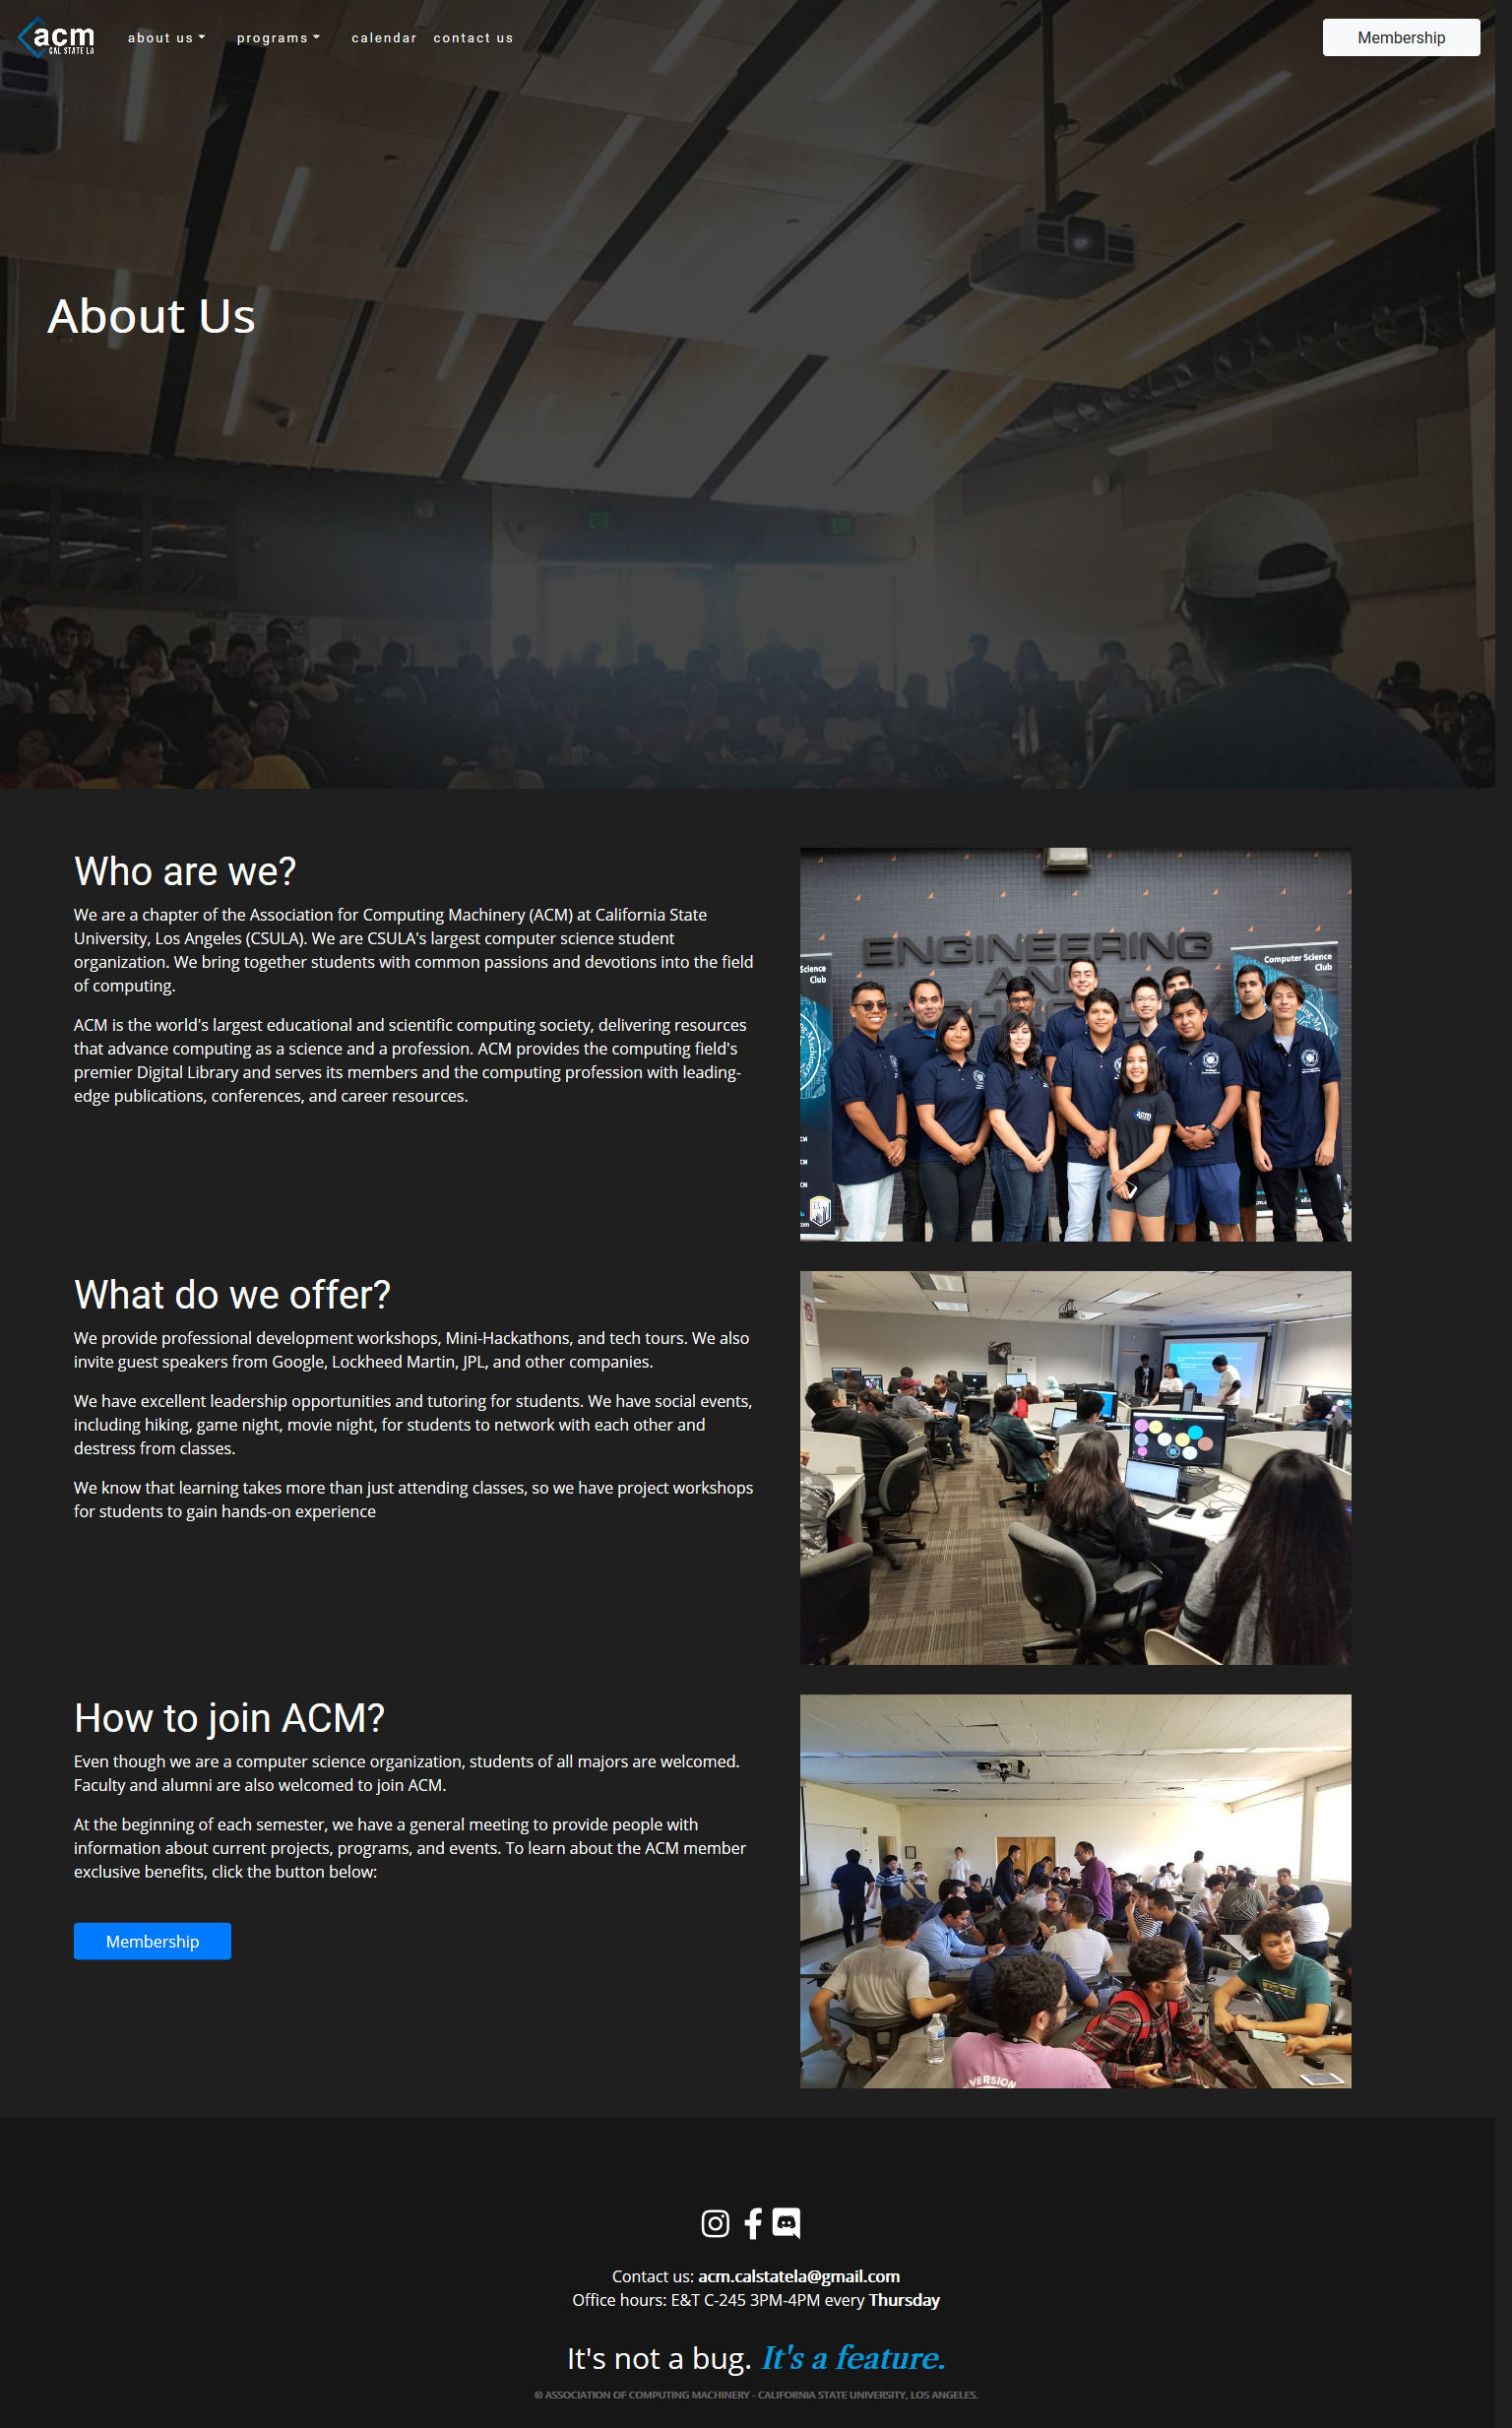 acm
CAL STATE LA
about us
programs
calendar
contact us
Membership
About Us
Who are we?
We are a chapter of the Association for Computing Machinery (ACM) at California State
University, Los Angeles (CSULA). We are CSULA's largest computer science student
organization. We bring together students with common passions and devotions into the field
of computing.
ACM is the world's largest educational and scientific computing society, delivering resources
that advance computing as a science and a profession. ACM provides the computing field's
premier Digital Library and serves its members and the computing profession with leading-
edge publications, conferences, and career resources.
ENGINEERING
AND
Science
Club
Computer Science
Club
acm
What do we offer?
We provide professional development workshops, Mini-Hackathons, and tech tours. We also
invite guest speakers from Google, Lockheed Martin, JPL, and other companies.
We have excellent leadership opportunities and tutoring for students. We have social events,
including hiking, game night, movie night, for students to network with each other and
destress from classes.
We know that learning takes more than just attending classes, so we have project workshops
for students to gain hands-on experience
How to join ACM?
Even though we are a computer science organization, students of all majors are welcomed.
Faculty and alumni are also welcomed to join ACM.
At the beginning of each semester, we have a general meeting to provide people with
information about current projects, programs, and events. To learn about the ACM member
exclusive benefits, click the button below:
Membership
VERSION
Contact us: acm.calstatela@gmail.com
Office hours: E&T C-245 3PM-4PM every Thursday
It's not a bug. It's a feature.
© ASSOCIATION OF COMPUTING MACHINERY - CALIFORNIA STATE UNIVERSITY, LOS ANGELES.